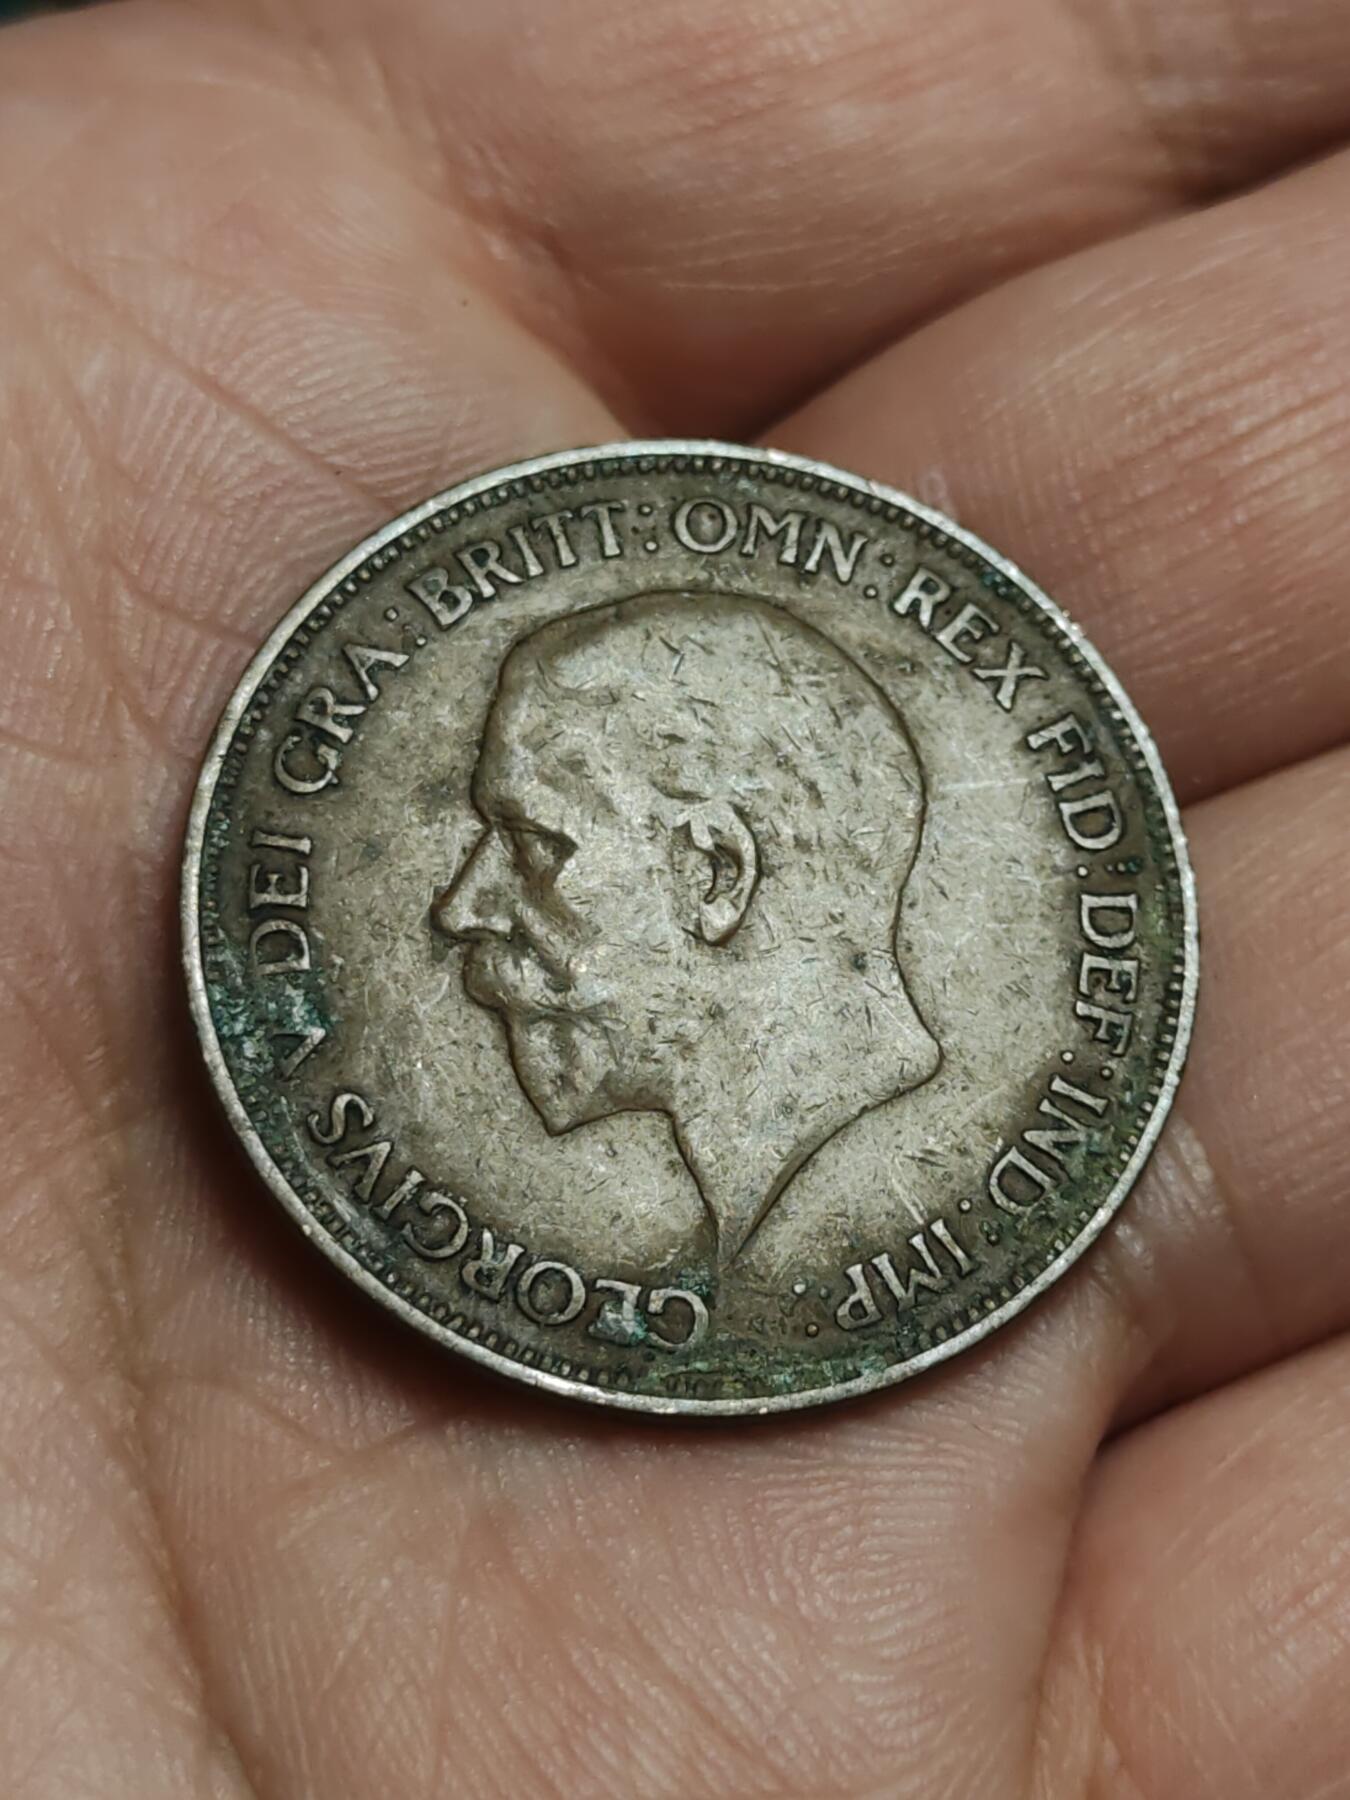 GEORGIVS V DEI GRA: BRITT: OMN: REX FID: DEF: IND: IMP: